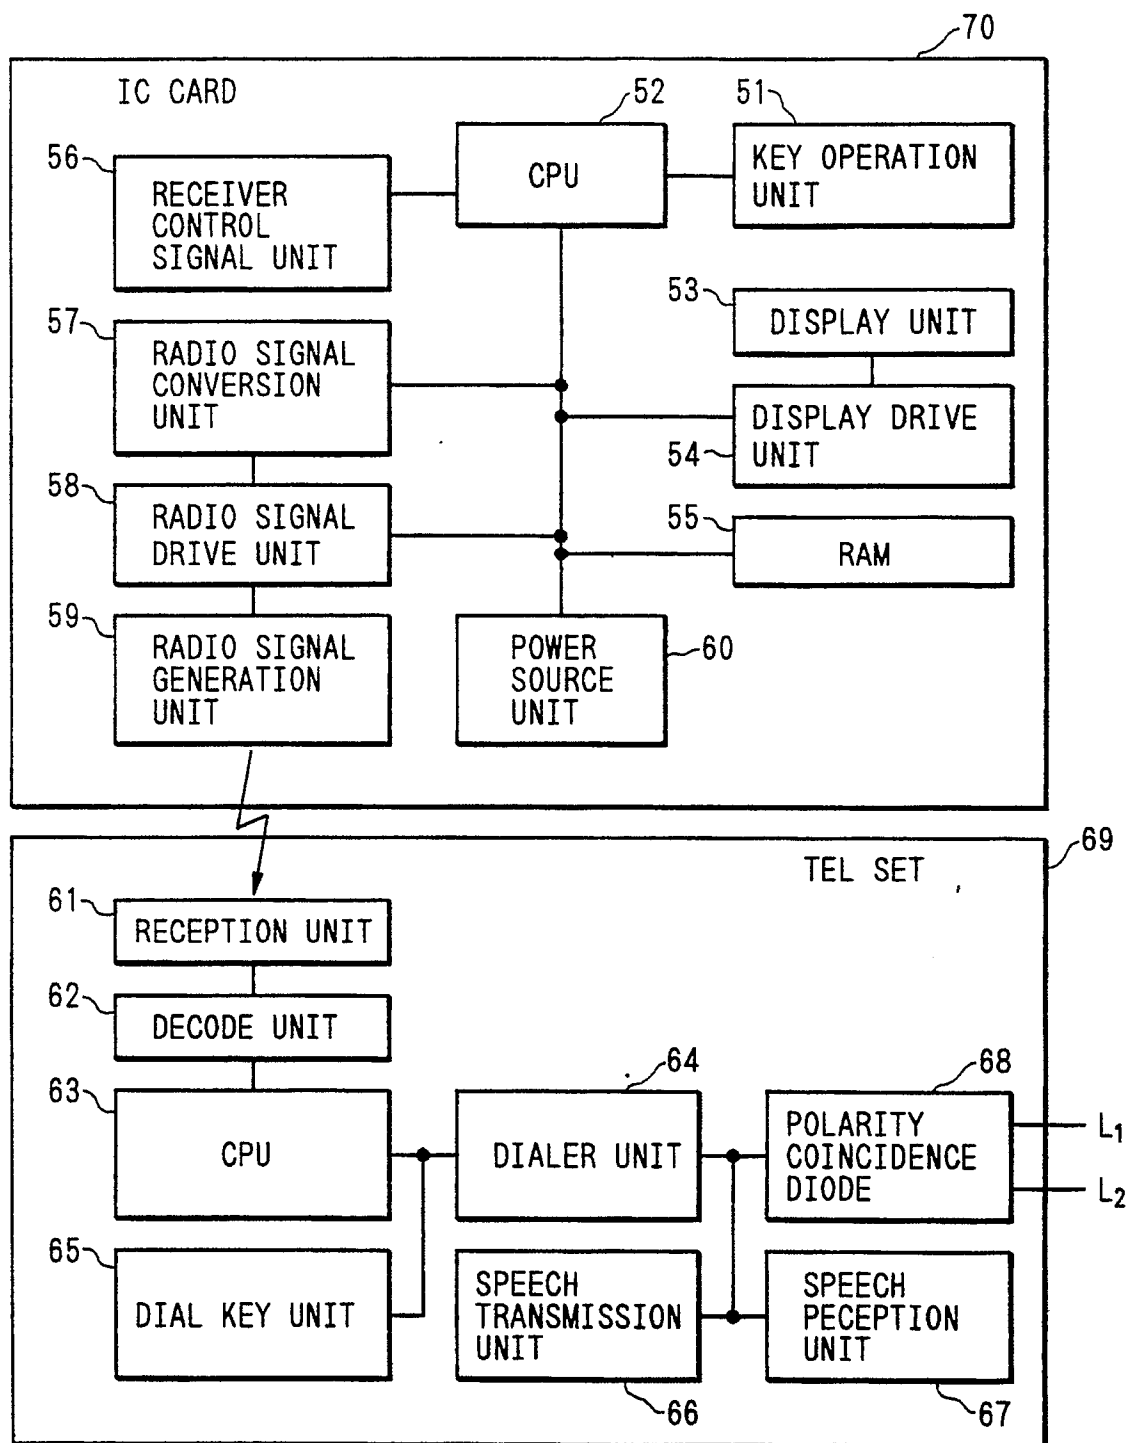 70
IC CARD
52
51
56
CPU
KEY OPERATION
UNIT
RECEIVER
CONTROL
SIGNAL UNIT
53
DISPLAY UNIT
57
RADIO SIGNAL
CONVERSION
UNIT
DISPLAY DRIVE
UNIT
54
58
RADIO SIGNAL
DRIVE UNIT
55
RAM
59
RADIO SIGNAL
GENERATION
UNIT
POWER
SOURCE
UNIT
60
69
TEL SET
61
RECEPTION UNIT
62
DECODE UNIT
63
CPU
64
DIALER UNIT
68
POLARITY
COINCIDENCE
DIODE
L1
L2
65
DIAL KEY UNIT
SPEECH
TRANSMISSION
UNIT
SPEECH
PECEPTION
UNIT
66
67